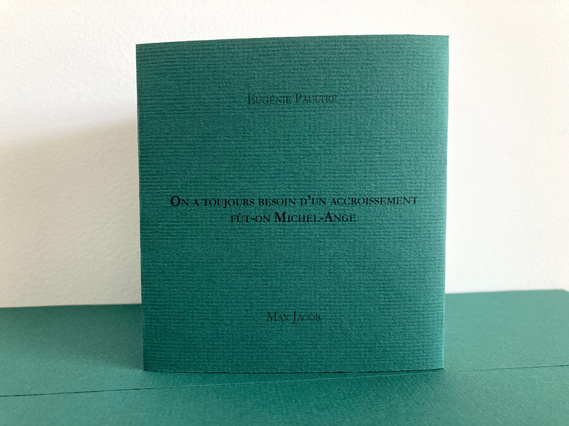 Eugénie Paultre
On a toujours besoin d'un accroissement
fût-on Michel-Ange
Max Jacob